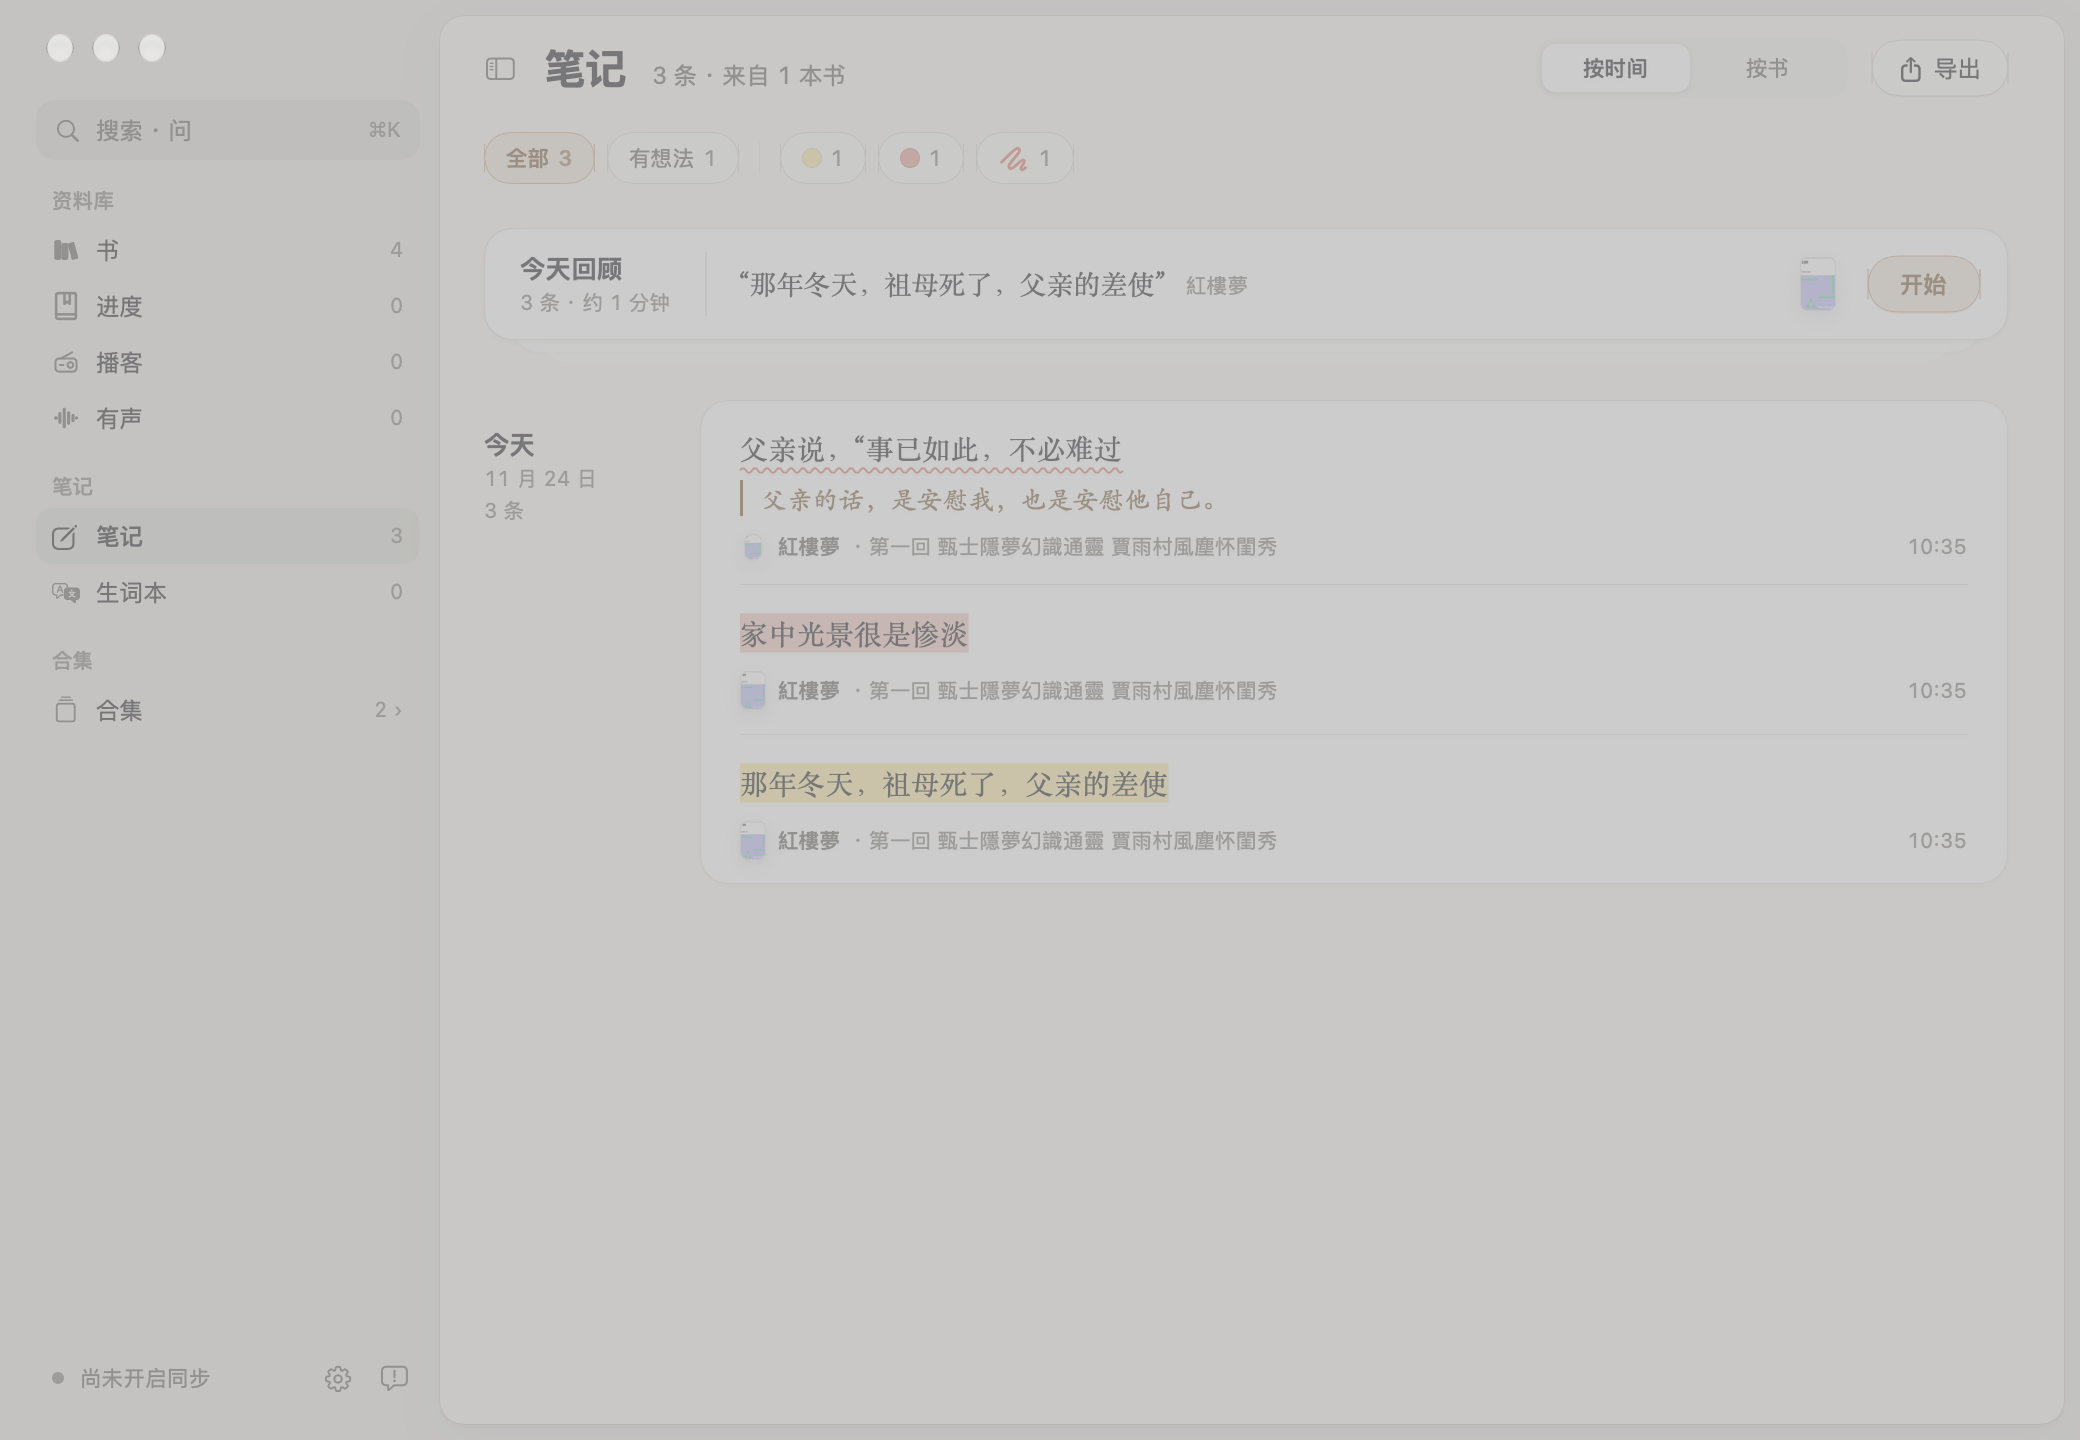 搜索 · 问 ⌘K
资料库
书 4
进度 0
播客 0
有声 0
笔记
笔记 3
生词本 0
合集
合集 2 ›
尚未开启同步
笔记 3 条 · 来自 1 本书
按时间 按书 导出
全部 3 有想法 1 1 1 1
今天回顾
3 条 · 约 1 分钟
“那年冬天，祖母死了，父亲的差使” 紅樓夢
开始
今天
11 月 24 日
3 条
父亲说，“事已如此，不必难过
父亲的话，是安慰我，也是安慰他自己。
紅樓夢 · 第一回 甄士隱夢幻識通靈 賈雨村風塵怀閨秀 10:35
家中光景很是惨淡
紅樓夢 · 第一回 甄士隱夢幻識通靈 賈雨村風塵怀閨秀 10:35
那年冬天，祖母死了，父亲的差使
紅樓夢 · 第一回 甄士隱夢幻識通靈 賈雨村風塵怀閨秀 10:35